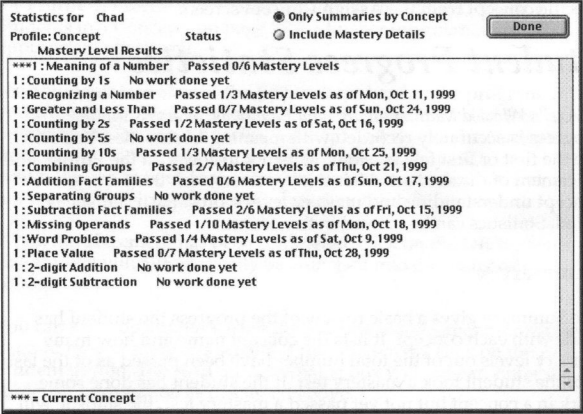 Statistics for Chad
Only Summaries by Concept
Done
Profile: Concept
Status
Include Mastery Details
Mastery Level Results
***1 : Meaning of a Number Passed 0/6 Mastery Levels
1 : Counting by 1s No work done yet
1 : Recognizing a Number Passed 1/3 Mastery Levels as of Mon, Oct 11, 1999
1 : Greater and Less Than Passed 0/7 Mastery Levels as of Sun, Oct 24, 1999
1 : Counting by 2s Passed 1/2 Mastery Levels as of Sat, Oct 16, 1999
1 : Counting by 5s No work done yet
1 : Counting by 10s Passed 1/3 Mastery Levels as of Mon, Oct 25, 1999
1 : Combining Groups Passed 2/7 Mastery Levels as of Thu, Oct 21, 1999
1 : Addition Fact Families Passed 0/6 Mastery Levels as of Sun, Oct 17, 1999
1 : Separating Groups No work done yet
1 : Subtraction Fact Families Passed 2/6 Mastery Levels as of Fri, Oct 15, 1999
1 : Missing Operands Passed 1/10 Mastery Levels as of Mon, Oct 18, 1999
1 : Word Problems Passed 1/4 Mastery Levels as of Sat, Oct 9, 1999
1 : Place Value Passed 0/7 Mastery Levels as of Thu, Oct 28, 1999
1 : 2-digit Addition No work done yet
1 : 2-digit Subtraction No work done yet
*** = Current Concept